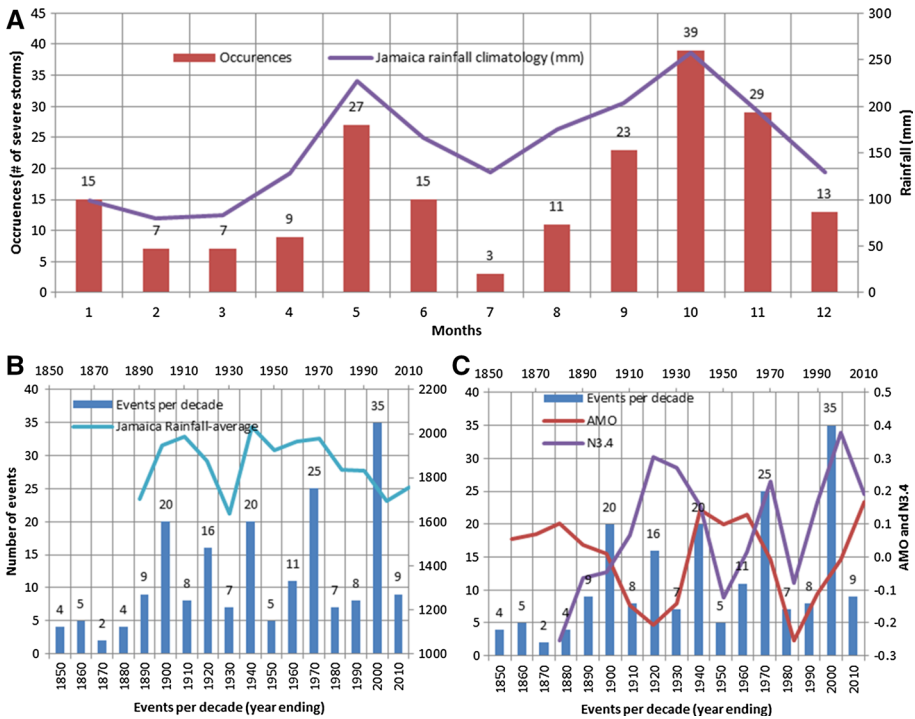 A
45
40
35
30
25
20
15
10
5
0
Occruences (# of severe storms)
Occurences
Jamaica rainfall climatology (mm)
15
7
7
9
27
15
3
11
23
39
29
13
300
250
200
150
100
50
0
Rainfall (mm)
1 2 3 4 5 6 7 8 9 10 11 12
Months
B
1850 1870 1890 1910 1930 1950 1970 1990 2010
40
35
30
25
20
15
10
5
0
Number of events
Events per decade
Jamaica Rainfall-average
4 5 2 4 9 20 8 16 7 20 5 11 25 7 8 35 9
2200
2000
1800
1600
1400
1200
1000
1850 1860 1870 1880 1890 1900 1910 1920 1930 1940 1950 1960 1970 1980 1990 2000 2010
Events per decade (year ending)
C
1850 1870 1890 1910 1930 1950 1970 1990 2010
40
35
30
25
20
15
10
5
0
Events per decade
AMO
N3.4
4 5 2 4 9 20 8 16 7 20 5 11 25 7 8 35 9
0.5
0.4
0.3
0.2
0.1
0.0
-0.1
-0.2
-0.3
AMO and N3.4
1850 1860 1870 1880 1890 1900 1910 1920 1930 1940 1950 1960 1970 1980 1990 2000 2010
Events per decade (year ending)